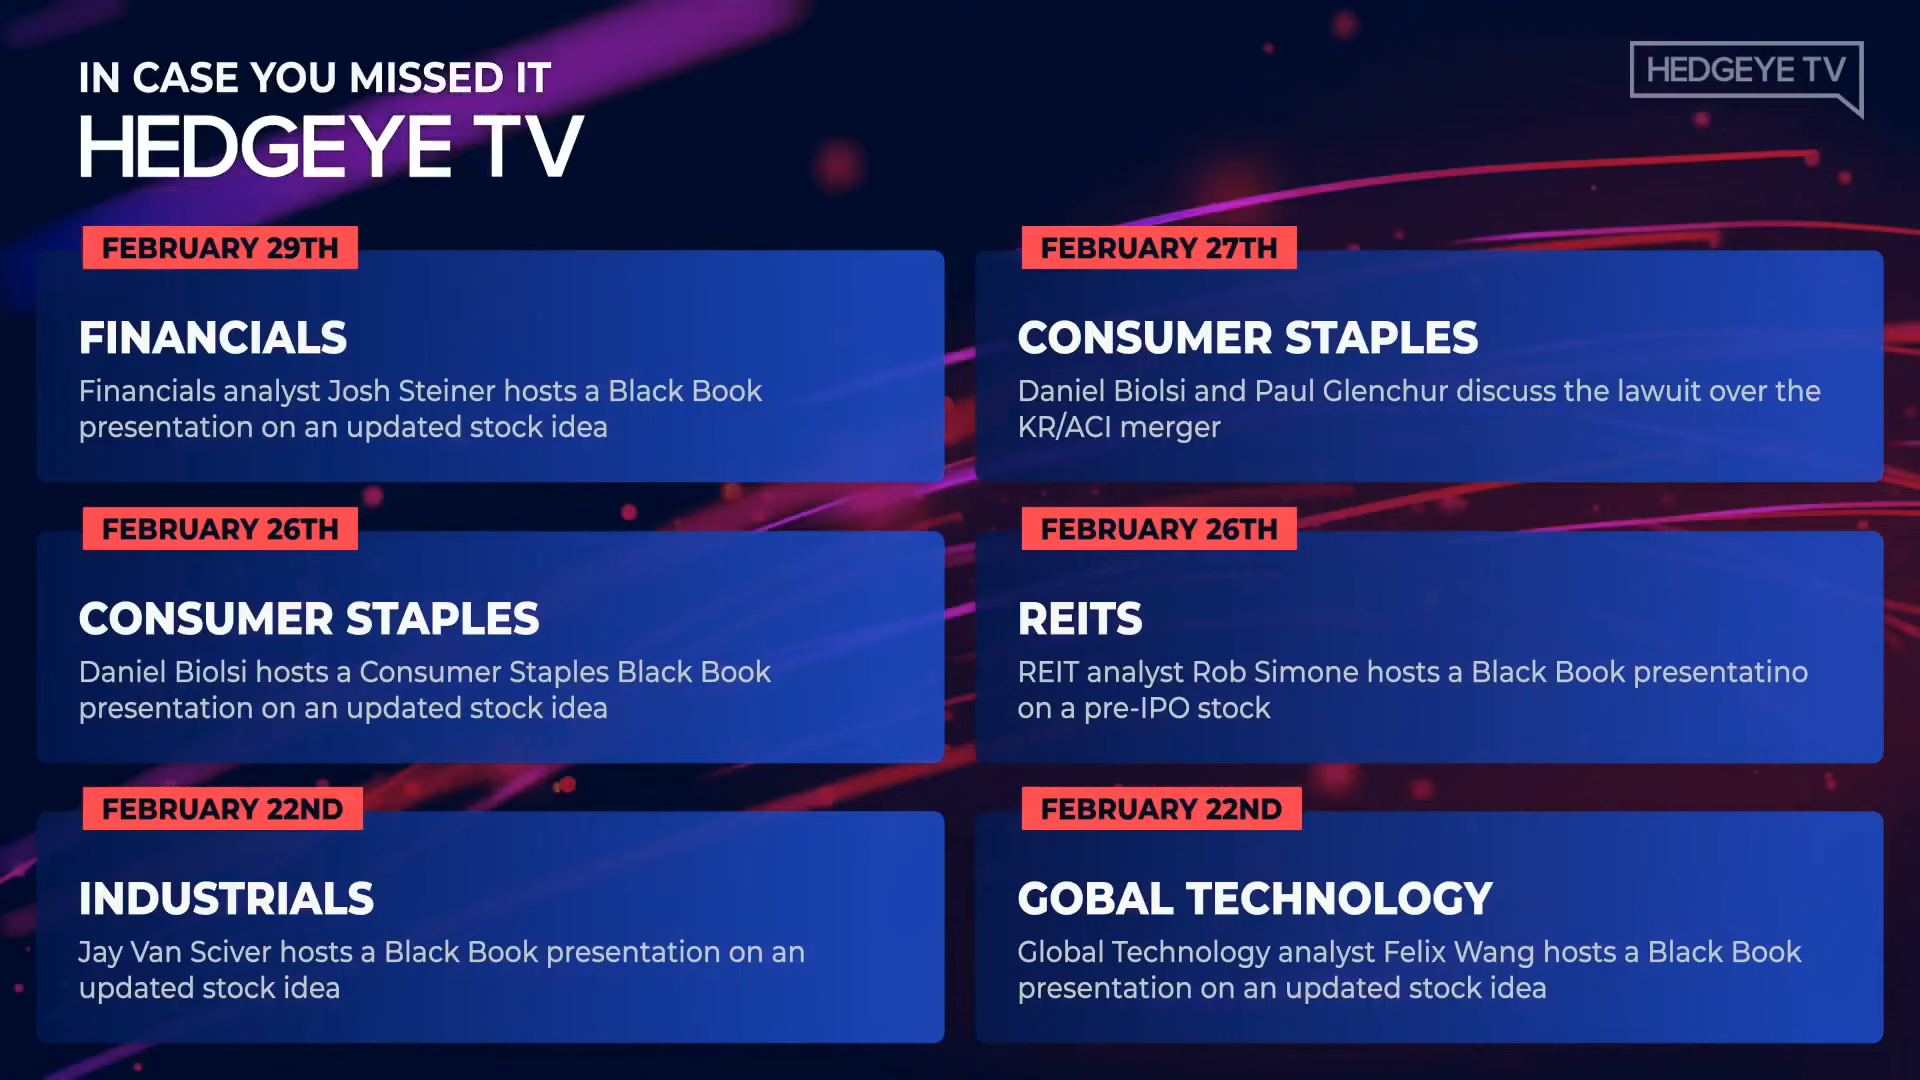 IN CASE YOU MISSED IT
HEDGEYE TV
HEDGEYE TV
FEBRUARY 29TH
FINANCIALS
Financials analyst Josh Steiner hosts a Black Book
presentation on an updated stock idea
FEBRUARY 27TH
CONSUMER STAPLES
Daniel Biolsi and Paul Glenchur discuss the lawuit over the
KR/ACI merger
FEBRUARY 26TH
CONSUMER STAPLES
Daniel Biolsi hosts a Consumer Staples Black Book
presentation on an updated stock idea
FEBRUARY 26TH
REITS
REIT analyst Rob Simone hosts a Black Book presentatino
on a pre-IPO stock
FEBRUARY 22ND
INDUSTRIALS
Jay Van Sciver hosts a Black Book presentation on an
updated stock idea
FEBRUARY 22ND
GOBAL TECHNOLOGY
Global Technology analyst Felix Wang hosts a Black Book
presentation on an updated stock idea